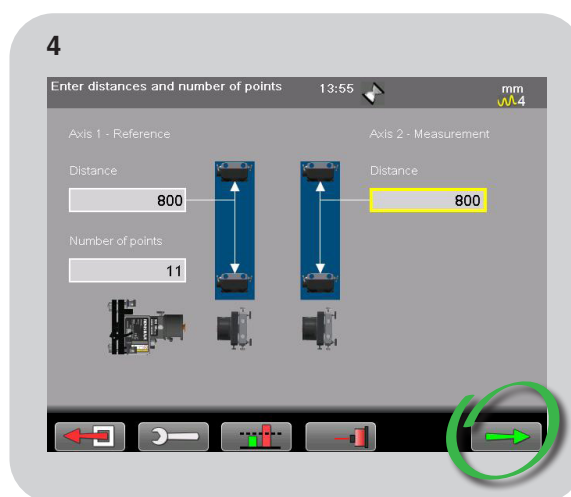 4
Enter distances and number of points 13:55 mm
4
Axis 1 - Reference Axis 2 - Measurement
Distance Distance
800 800
Number of points
11